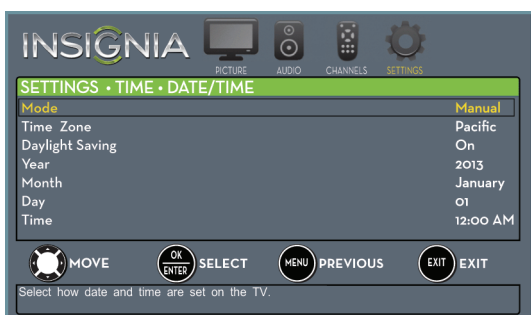 INSIGNIA
PICTURE AUDIO CHANNELS SETTINGS
SETTINGS • TIME • DATE/TIME
Mode Manual
Time Zone Pacific
Daylight Saving On
Year 2013
Month January
Day 01
Time 12:00 AM
MOVE OK ENTER SELECT MENU PREVIOUS EXIT EXIT
Select how date and time are set on the TV.